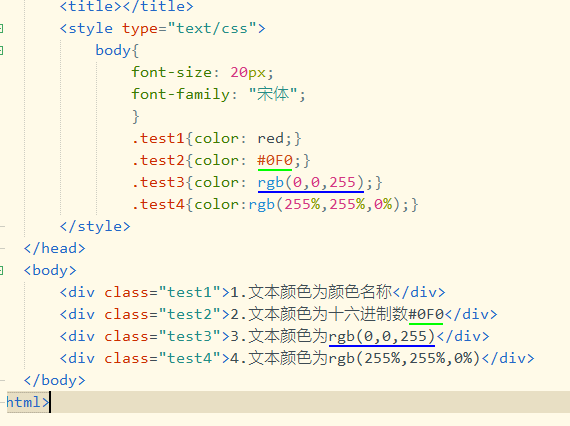 <title></title>
<style type="text/css">
body{
font-size: 20px;
font-family: "宋体";
}
.test1{color: red;}
.test2{color: #0F0;}
.test3{color: rgb(0,0,255);}
.test4{color:rgb(255%,255%,0%);}
</style>
</head>
<body>
<div class="test1">1.文本颜色为颜色名称</div>
<div class="test2">2.文本颜色为十六进制数#0F0</div>
<div class="test3">3.文本颜色为rgb(0,0,255)</div>
<div class="test4">4.文本颜色为rgb(255%,255%,0%)</div>
</body>
html>